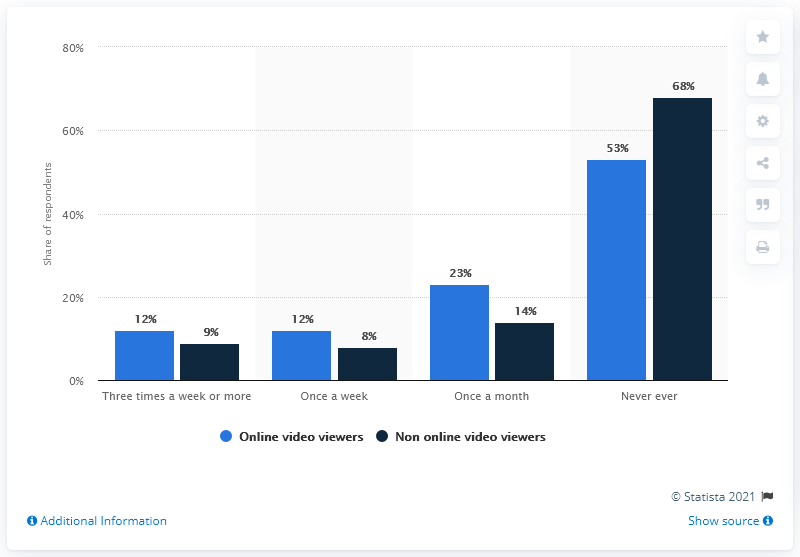 80%
60%
40%
20%
0%
Share of respondents
12%
9%
12%
8%
23%
14%
53%
68%
Three times a week or more
Once a week
Once a month
Never ever
Online video viewers
Non online video viewers
© Statista 2021
Additional Information
Show source